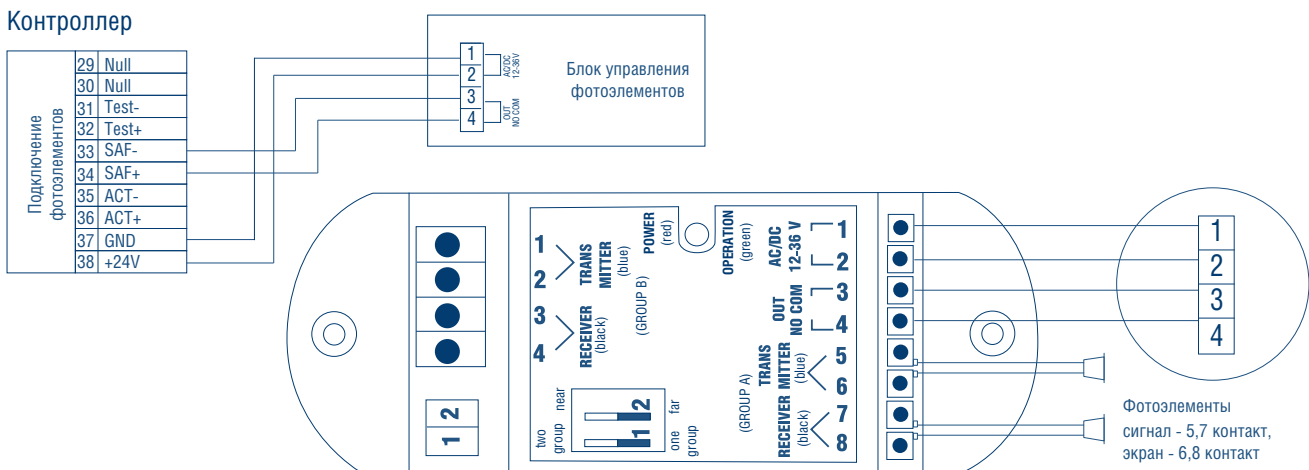 Контроллер
Подключение
фотоэлементов
29 Null
30 Null
31 Test-
32 Test+
33 SAF-
34 SAF+
35 ACT-
36 ACT+
37 GND
38 +24V
1
2
3
4
AC/DC
12-36V
OUT
NO COM
Блок управления
фотоэлементов
1
2
TRANS
MITTER
(blue)
3
4
RECEIVER
(black)
(GROUP B)
POWER
(red)
OPERATION
(green)
AC/DC
12-36 V
1
2
OUT
NO COM
3
4
(GROUP A)
TRANS
MITTER
(blue)
5
6
RECEIVER
(black)
7
8
1 2
two
group
near
1 2
one
group
far
1
2
3
4
Фотоэлементы
сигнал - 5,7 контакт,
экран - 6,8 контакт